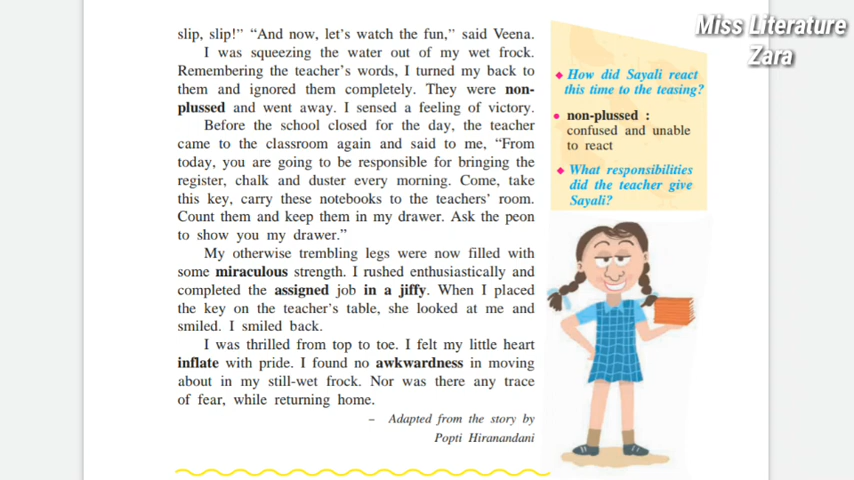 slip, slip!” “And now, let’s watch the fun,” said Veena.
I was squeezing the water out of my wet frock.
Remembering the teacher’s words, I turned my back to
them and ignored them completely. They were non-
plussed and went away. I sensed a feeling of victory.
Before the school closed for the day, the teacher
came to the classroom again and said to me, “From
today, you are going to be responsible for bringing the
register, chalk and duster every morning. Come, take
this key, carry these notebooks to the teachers’ room.
Count them and keep them in my drawer. Ask the peon
to show you my drawer.”
My otherwise trembling legs were now filled with
some miraculous strength. I rushed enthusiastically and
completed the assigned job in a jiffy. When I placed
the key on the teacher’s table, she looked at me and
smiled. I smiled back.
I was thrilled from top to toe. I felt my little heart
inflate with pride. I found no awkwardness in moving
about in my still-wet frock. Nor was there any trace
of fear, while returning home.
– Adapted from the story by
Popti Hiranandani
Miss Literature
Zara
◆ How did Sayali react
this time to the teasing?
• non-plussed :
confused and unable
to react
◆ What responsibilities
did the teacher give
Sayali?